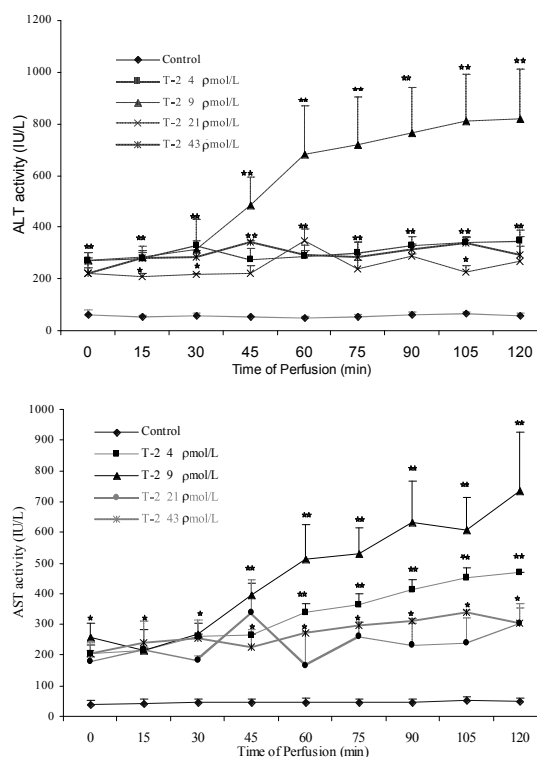 1200
1000
800
600
400
200
0
ALT activity (IU/L)
Control
T-2 4 ρmol/L
T-2 9 ρmol/L
T-2 21 ρmol/L
T-2 43 ρmol/L
** ** ** ** ** ** ** ** **
* * ** *
0 15 30 45 60 75 90 105 120
Time of Perfusion (min)
1000
900
800
700
600
500
400
300
200
100
0
AST activity (IU/L)
Control
T-2 4 ρmol/L
T-2 9 ρmol/L
T-2 21 ρmol/L
T-2 43 ρmol/L
* * * ** ** ** ** ** **
** ** ** ** **
* * * * * *
0 15 30 45 60 75 90 105 120
Time of Perfusion (min)